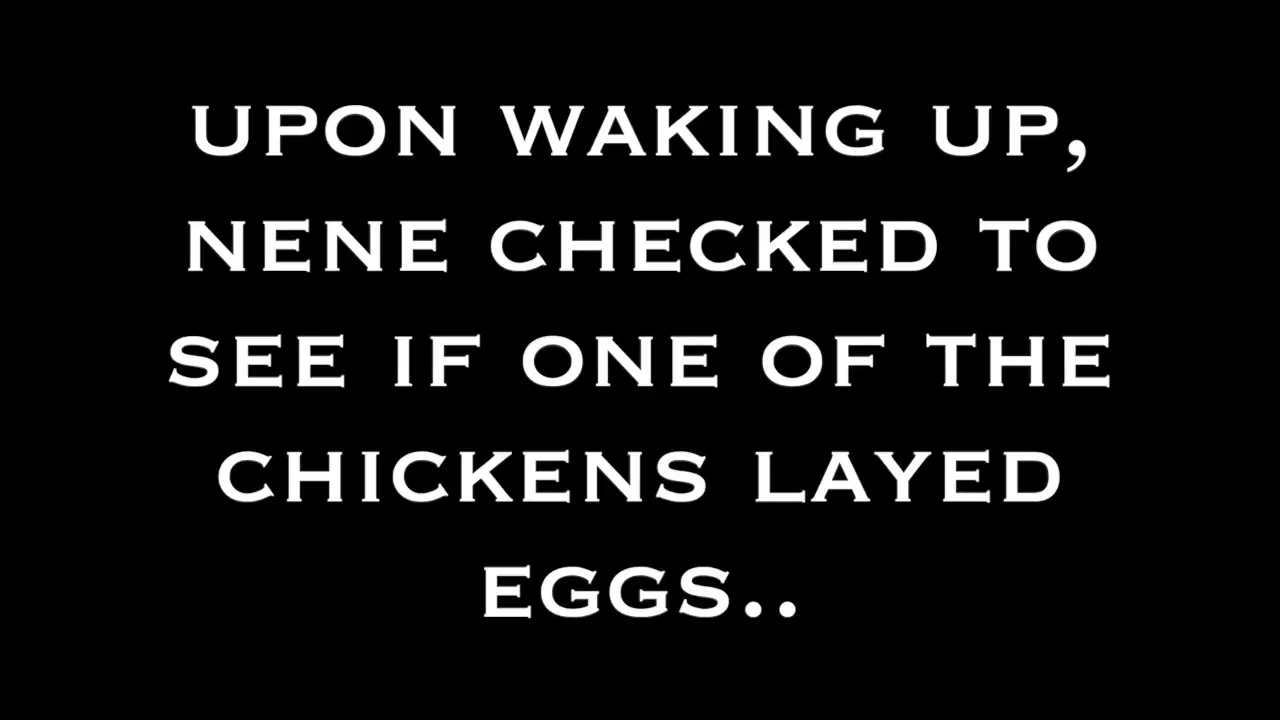 UPON WAKING UP,
NENE CHECKED TO
SEE IF ONE OF THE
CHICKENS LAYED
EGGS..